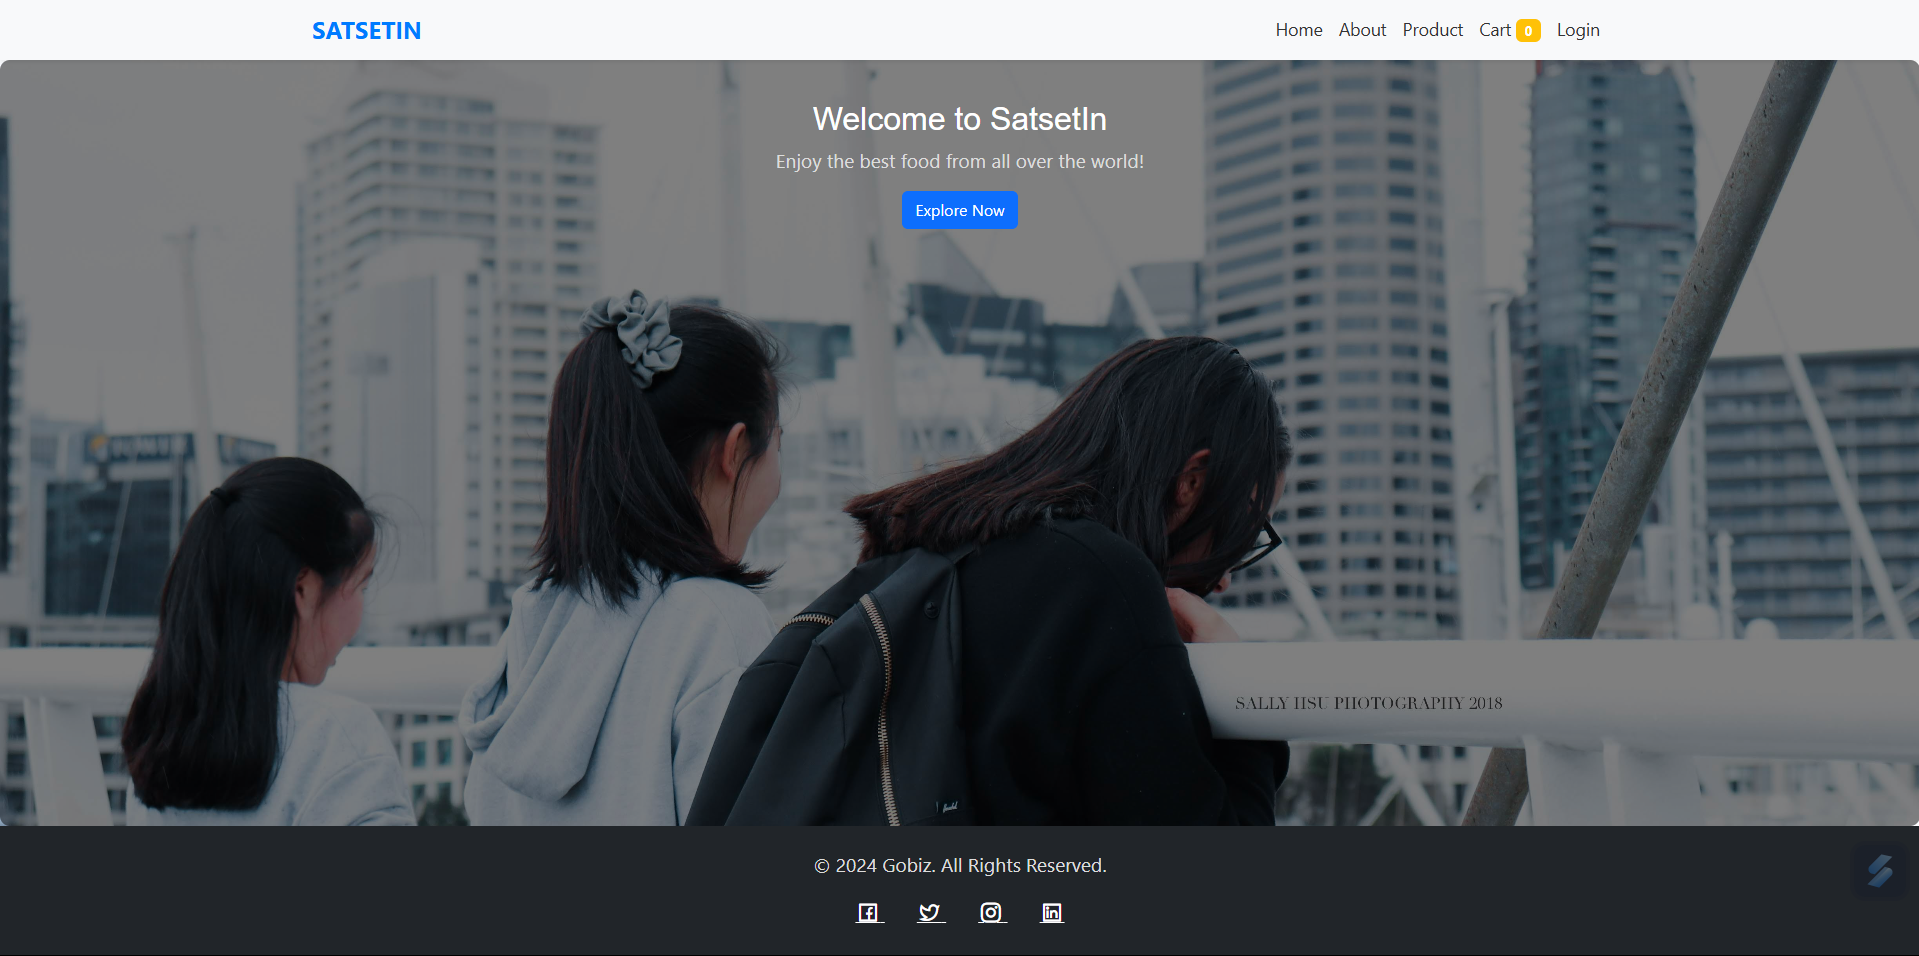 SATSETIN
Home About Product Cart 0 Login
Welcome to SatsetIn
Enjoy the best food from all over the world!
Explore Now
SALLY HSU PHOTOGRAPHY 2018
© 2024 Gobiz. All Rights Reserved.